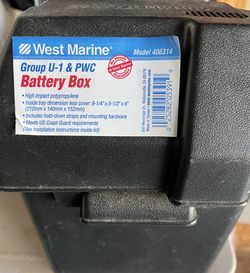 West Marine®
Model 406314
Group U-1 & PWC
Battery Box
• High impact polypropylene
• Inside tray dimension less cover: 8-1/4" x 5-1/2" x 6"
(210mm x 140mm x 152mm)
• Includes hold-down straps and mounting hardware
• Meets US Coast Guard requirements
(See installation instructions inside lid)